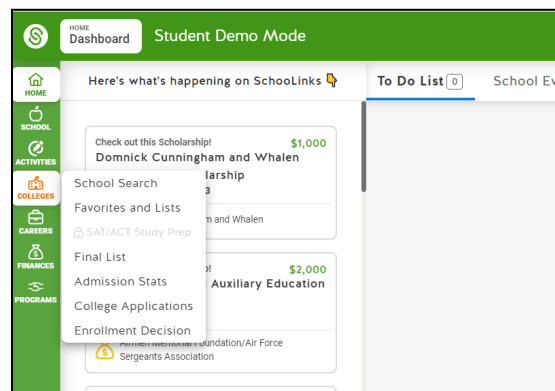 HOME
Dashboard
Student Demo Mode
HOME
SCHOOL
ACTIVITIES
COLLEGES
CAREERS
FINANCES
PROGRAMS
Here's what's happening on SchooLinks
Check out this Scholarship!
$1,000
Domnick Cunningham and Whalen
larship
3
m and Whalen
School Search
Favorites and Lists
SAT/ACT Study Prep
Final List
Admission Stats
College Applications
Enrollment Decision
$2,000
Auxiliary Education
Airmen Memorial Foundation/Air Force
Sergeants Association
To Do List 0
School Ev